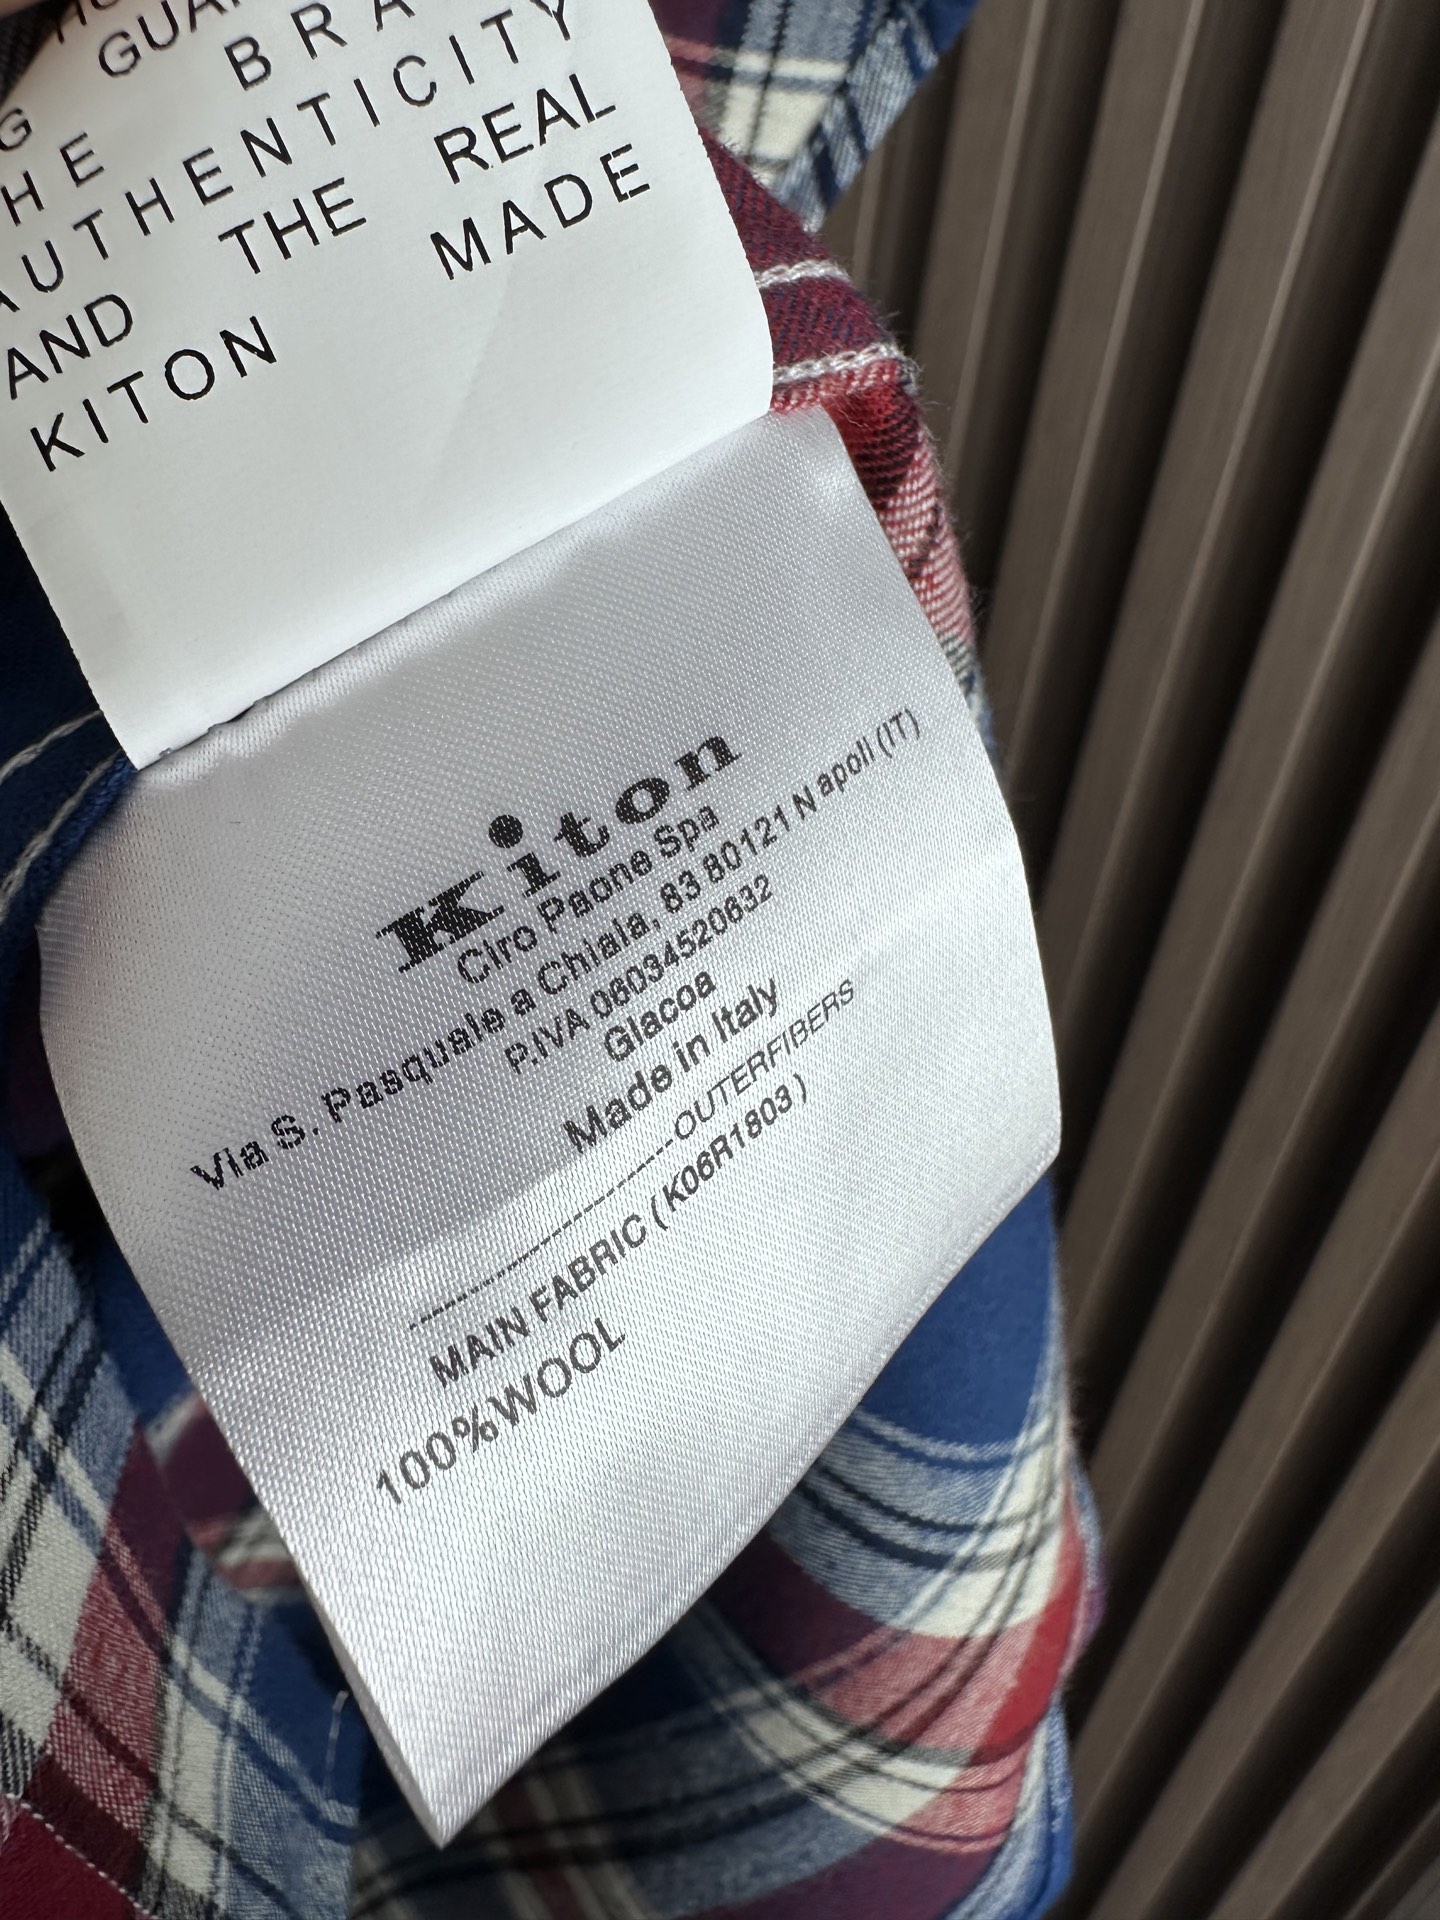 GUA
G BRA
HE
AUTHENTICITY
AND THE REAL
KITON MADE
Kiton
Ciro Paone Spa
Via S. Pasquale a Chiaia, 83 80121 Napoli (IT)
P.IVA 06034520632
Giacoa
Made in Italy
--------------------OUTERFIBERS
MAIN FABRIC ( K06R1803 )
100%WOOL